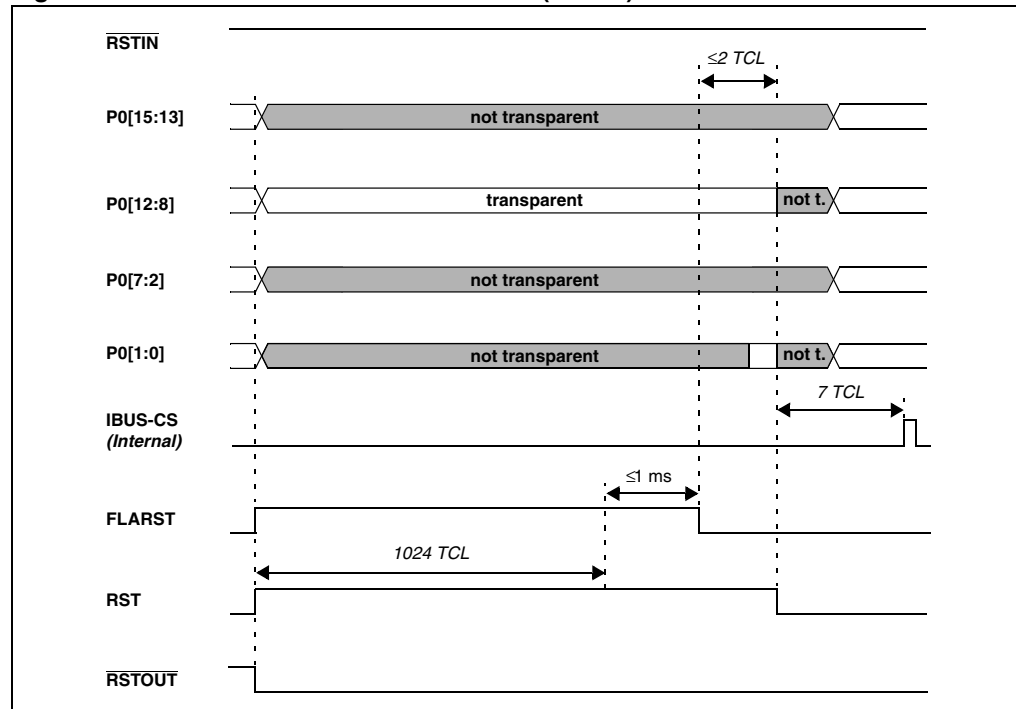 RSTIN
≤2 TCL
P0[15:13]
not transparent
P0[12:8]
transparent
not t.
P0[7:2]
not transparent
P0[1:0]
not transparent
not t.
7 TCL
IBUS-CS
(Internal)
≤1 ms
FLARST
1024 TCL
RST
RSTOUT